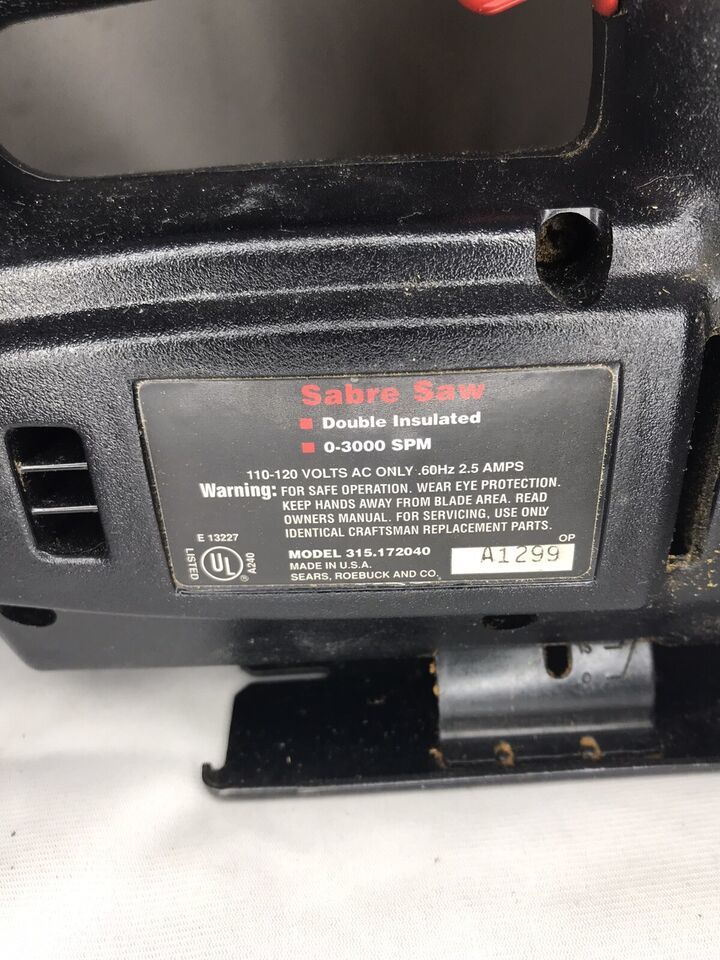 Sabre Saw
Double Insulated
0-3000 SPM
110-120 VOLTS AC ONLY .60Hz 2.5 AMPS
Warning: FOR SAFE OPERATION. WEAR EYE PROTECTION.
KEEP HANDS AWAY FROM BLADE AREA. READ
OWNERS MANUAL. FOR SERVICING, USE ONLY
IDENTICAL CRAFTSMAN REPLACEMENT PARTS.
E 13227
LISTED
UL
®
A240
MODEL 315.172040
MADE IN U.S.A.
SEARS, ROEBUCK AND CO.
OP
A1299